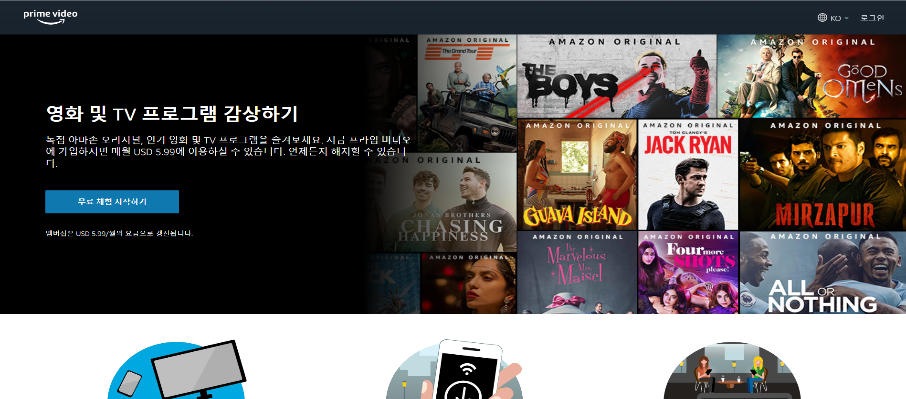 prime video
KO
로그인
영화 및 TV 프로그램 감상하기
독점 아마존 오리지널, 인기 영화 및 TV 프로그램을 즐겨보세요. 지금 프라임 비디오
에 가입하시면 매월 USD 5.99에 이용하실 수 있습니다. 언제든지 해지할 수 있습니
다.
무료 체험 시작하기
멤버십은 USD 5.99/월의 요금으로 갱신됩니다.
ORIGINAL
AMAZON ORIGINAL
The Grand Tour
AMAZON ORIGINAL
THE BOYS
AMAZON ORIGINAL
GOOD OMENS
AMAZON ORIGINAL
JONAS BROTHERS
CHASING
HAPPINESS
AMAZON ORIGINAL
GUAVA ISLAND
AMAZON ORIGINAL
TOM CLANCY'S
JACK RYAN
AMAZON ORIGINAL
MIRZAPUR
AMAZON ORIGINAL
AMAZON ORIGINAL
The Marvelous Mrs. Maisel
AMAZON ORIGINAL
Four more
SHOTS
please!
AMAZON ORIGINAL
ALL OR
NOTHING